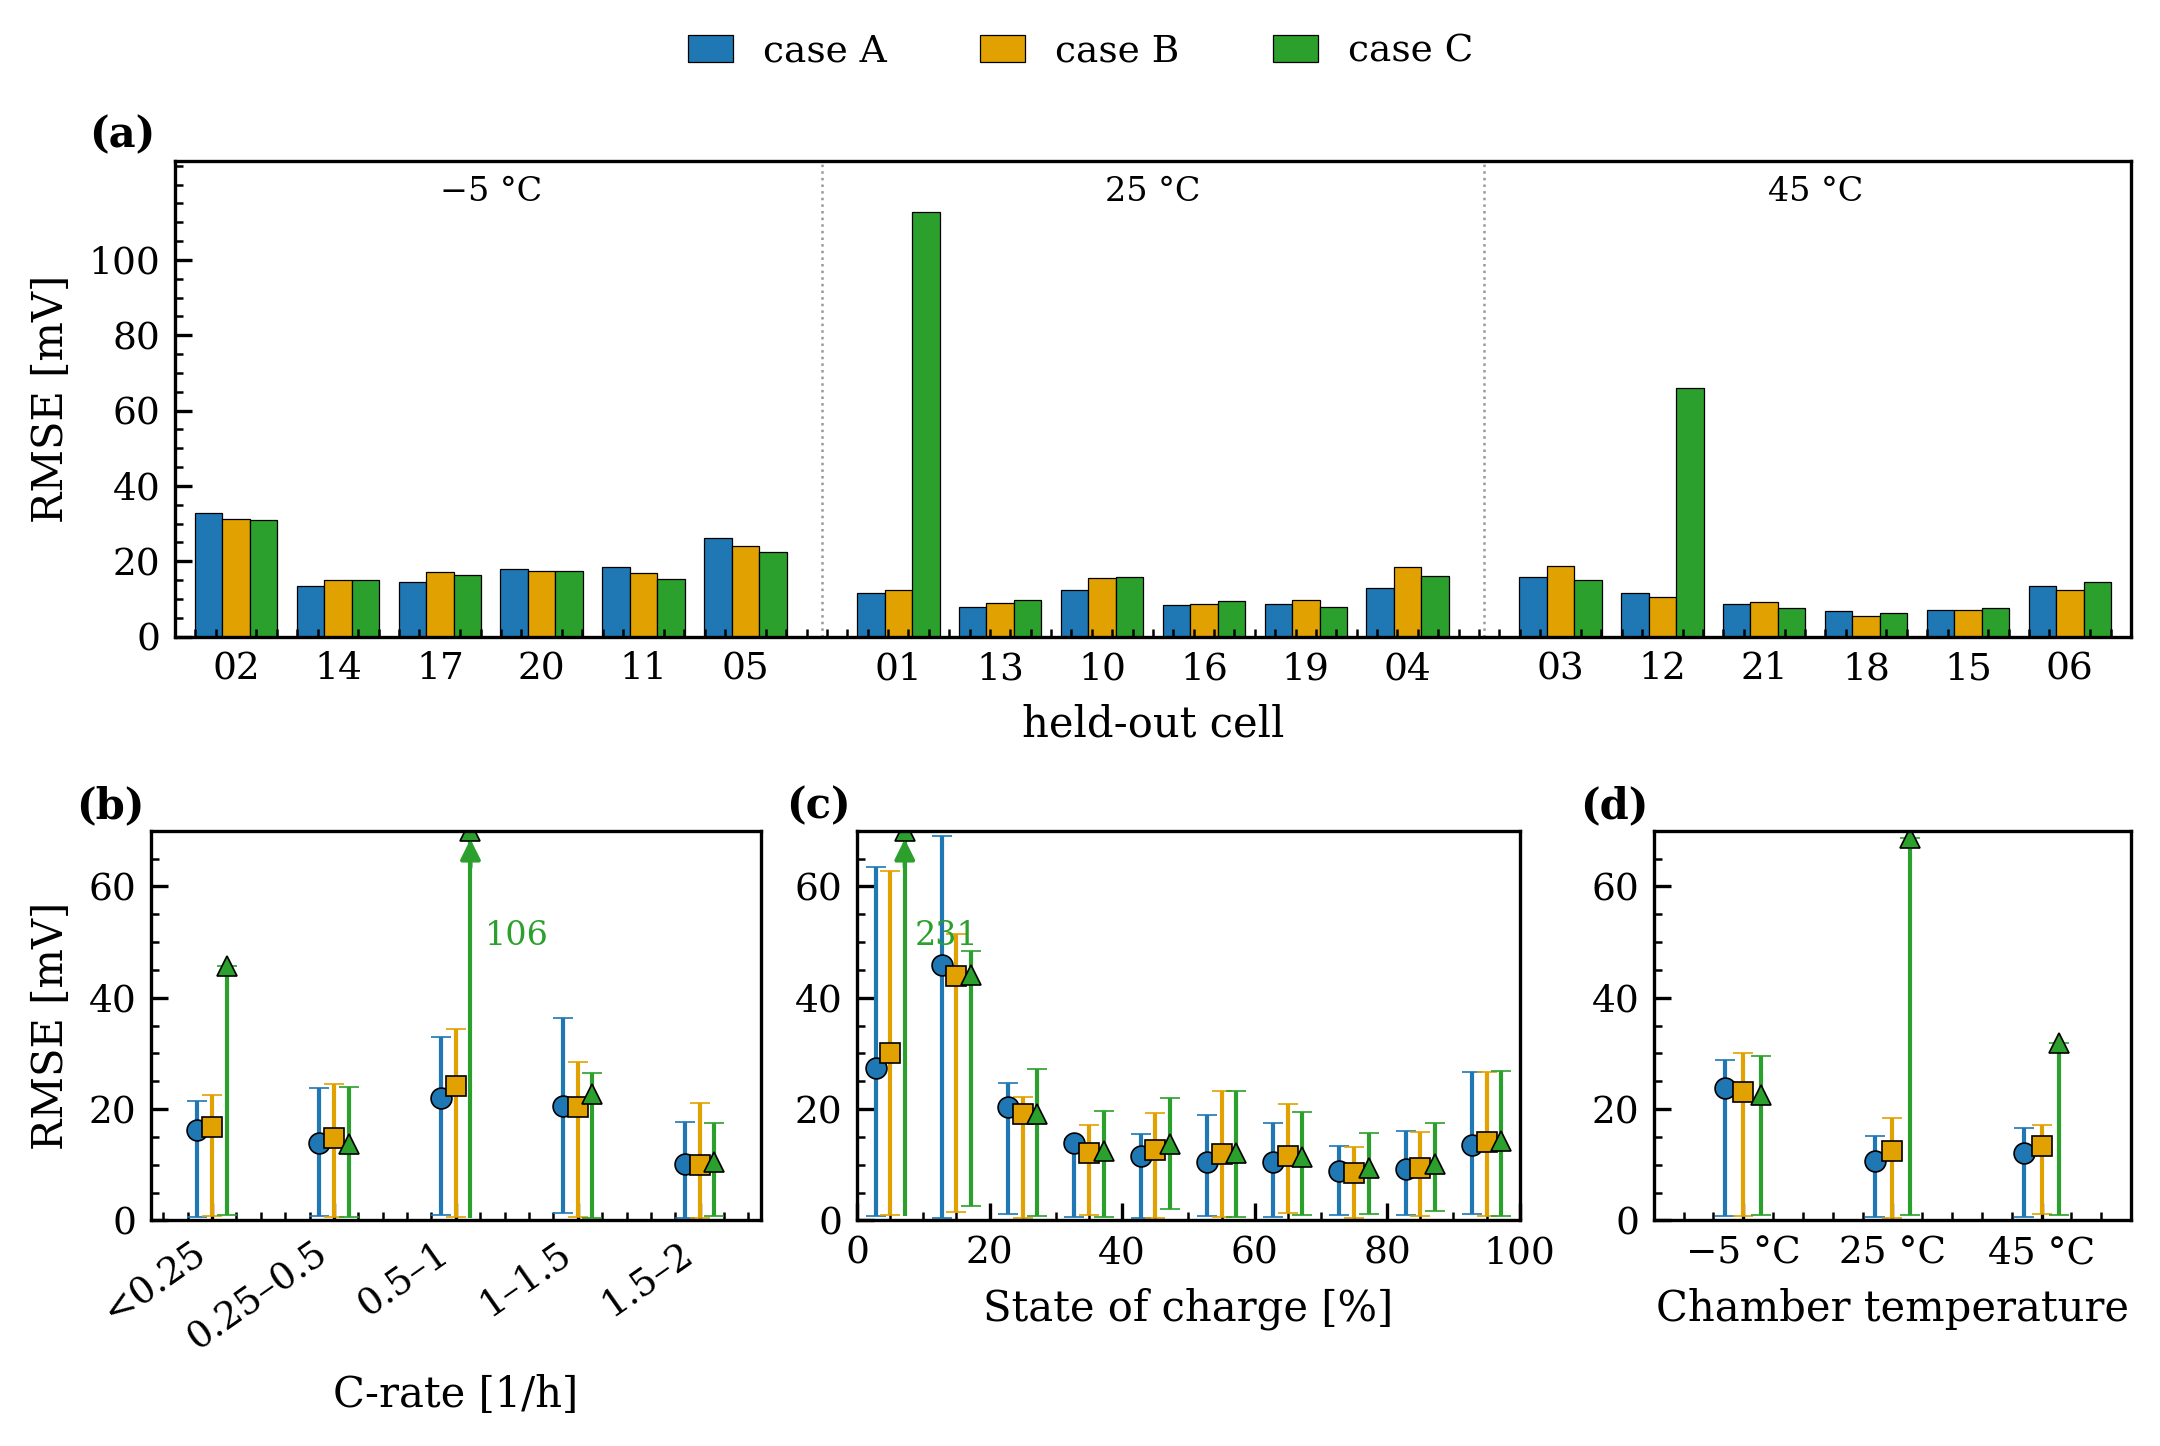 case A case B case C
(a)
−5 °C 25 °C 45 °C
100
80
60
40
20
0
RMSE [mV]
02 14 17 20 11 05 01 13 10 16 19 04 03 12 21 18 15 06
held-out cell
(b)
60
40
20
0
RMSE [mV]
106
<0.25 0.25–0.5 0.5–1 1–1.5 1.5–2
C-rate [1/h]
(c)
60
40
20
0
231
0 20 40 60 80 100
State of charge [%]
(d)
60
40
20
0
−5 °C 25 °C 45 °C
Chamber temperature